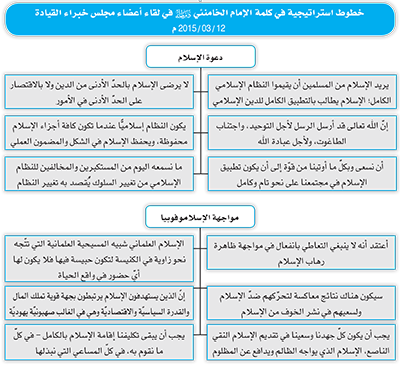 خطوط استراتيجية في كلمة الإمام الخامنئي في لقاء أعضاء مجلس خبراء القيادة
2015/03/12 م
دعوة الإسلام
يريد الإسلام من المسلمين أن يقيموا النظام الإسلامي
الكامل: الإسلام يطالب بالتطبيق الكامل للدين الإسلامي
لا يرضى الإسلام بالحدّ الأدنى من الدين ولا بالاقتصار
على الحدّ الأدنى في الأمور
إنّ الله تعالى قد أرسل الرسل لأجل التوحيد، واجتناب
الطاغوت، ولأجل عبادة الله
يكون النظام إسلاميًّا عندما تكون كافة أجزاء الإسلام
محفوظة، ويحفظ الإسلام في الشكل والمضمون العملي
أن نسعى وبكلّ ما أوتينا من قوّة إلى أن يكون تطبيق
الإسلام في مجتمعنا على نحو تام وكامل
ما نسمعه اليوم من المستكبرين والمخالفين للنظام
الإسلامي من تغيير السلوك يُقتصد به تغيير النظام
مواجهة الإسلاموفوبيا
أعتقد أنه لا ينبغي التعاطي بانفعال في مواجهة ظاهرة
رهاب الإسلام
الإسلام العلماني شبيه المسيحية العلمانية التي تتّجه
نحو زاوية في الكنيسة لتكون حبيسة فيها فلا يكون لها
أيّ حضور في واقع الحياة
سيكون هناك نتائج معاكسة لتحرّكهم ضدّ الإسلام
ولسعيهم في نشر الخوف من الإسلام
إنّ الذين يستهدفون الإسلام يرتبطون بجهة قوية تملك المال
والقدرة السياسيّة والاقتصاديّة وهي في الغالب صهيونيّة يهوديّة
يجب أن يكون كلّ جهدنا وسعينا في تقديم الإسلام النقي
الناصع، الإسلام الذي يواجه الظالم ويدافع عن المظلوم
يجب أن يبقى تكليفنا إقامة الإسلام بالكامل – في كلّ
ما نقوم به، في كلّ المساعي التي نبذلها